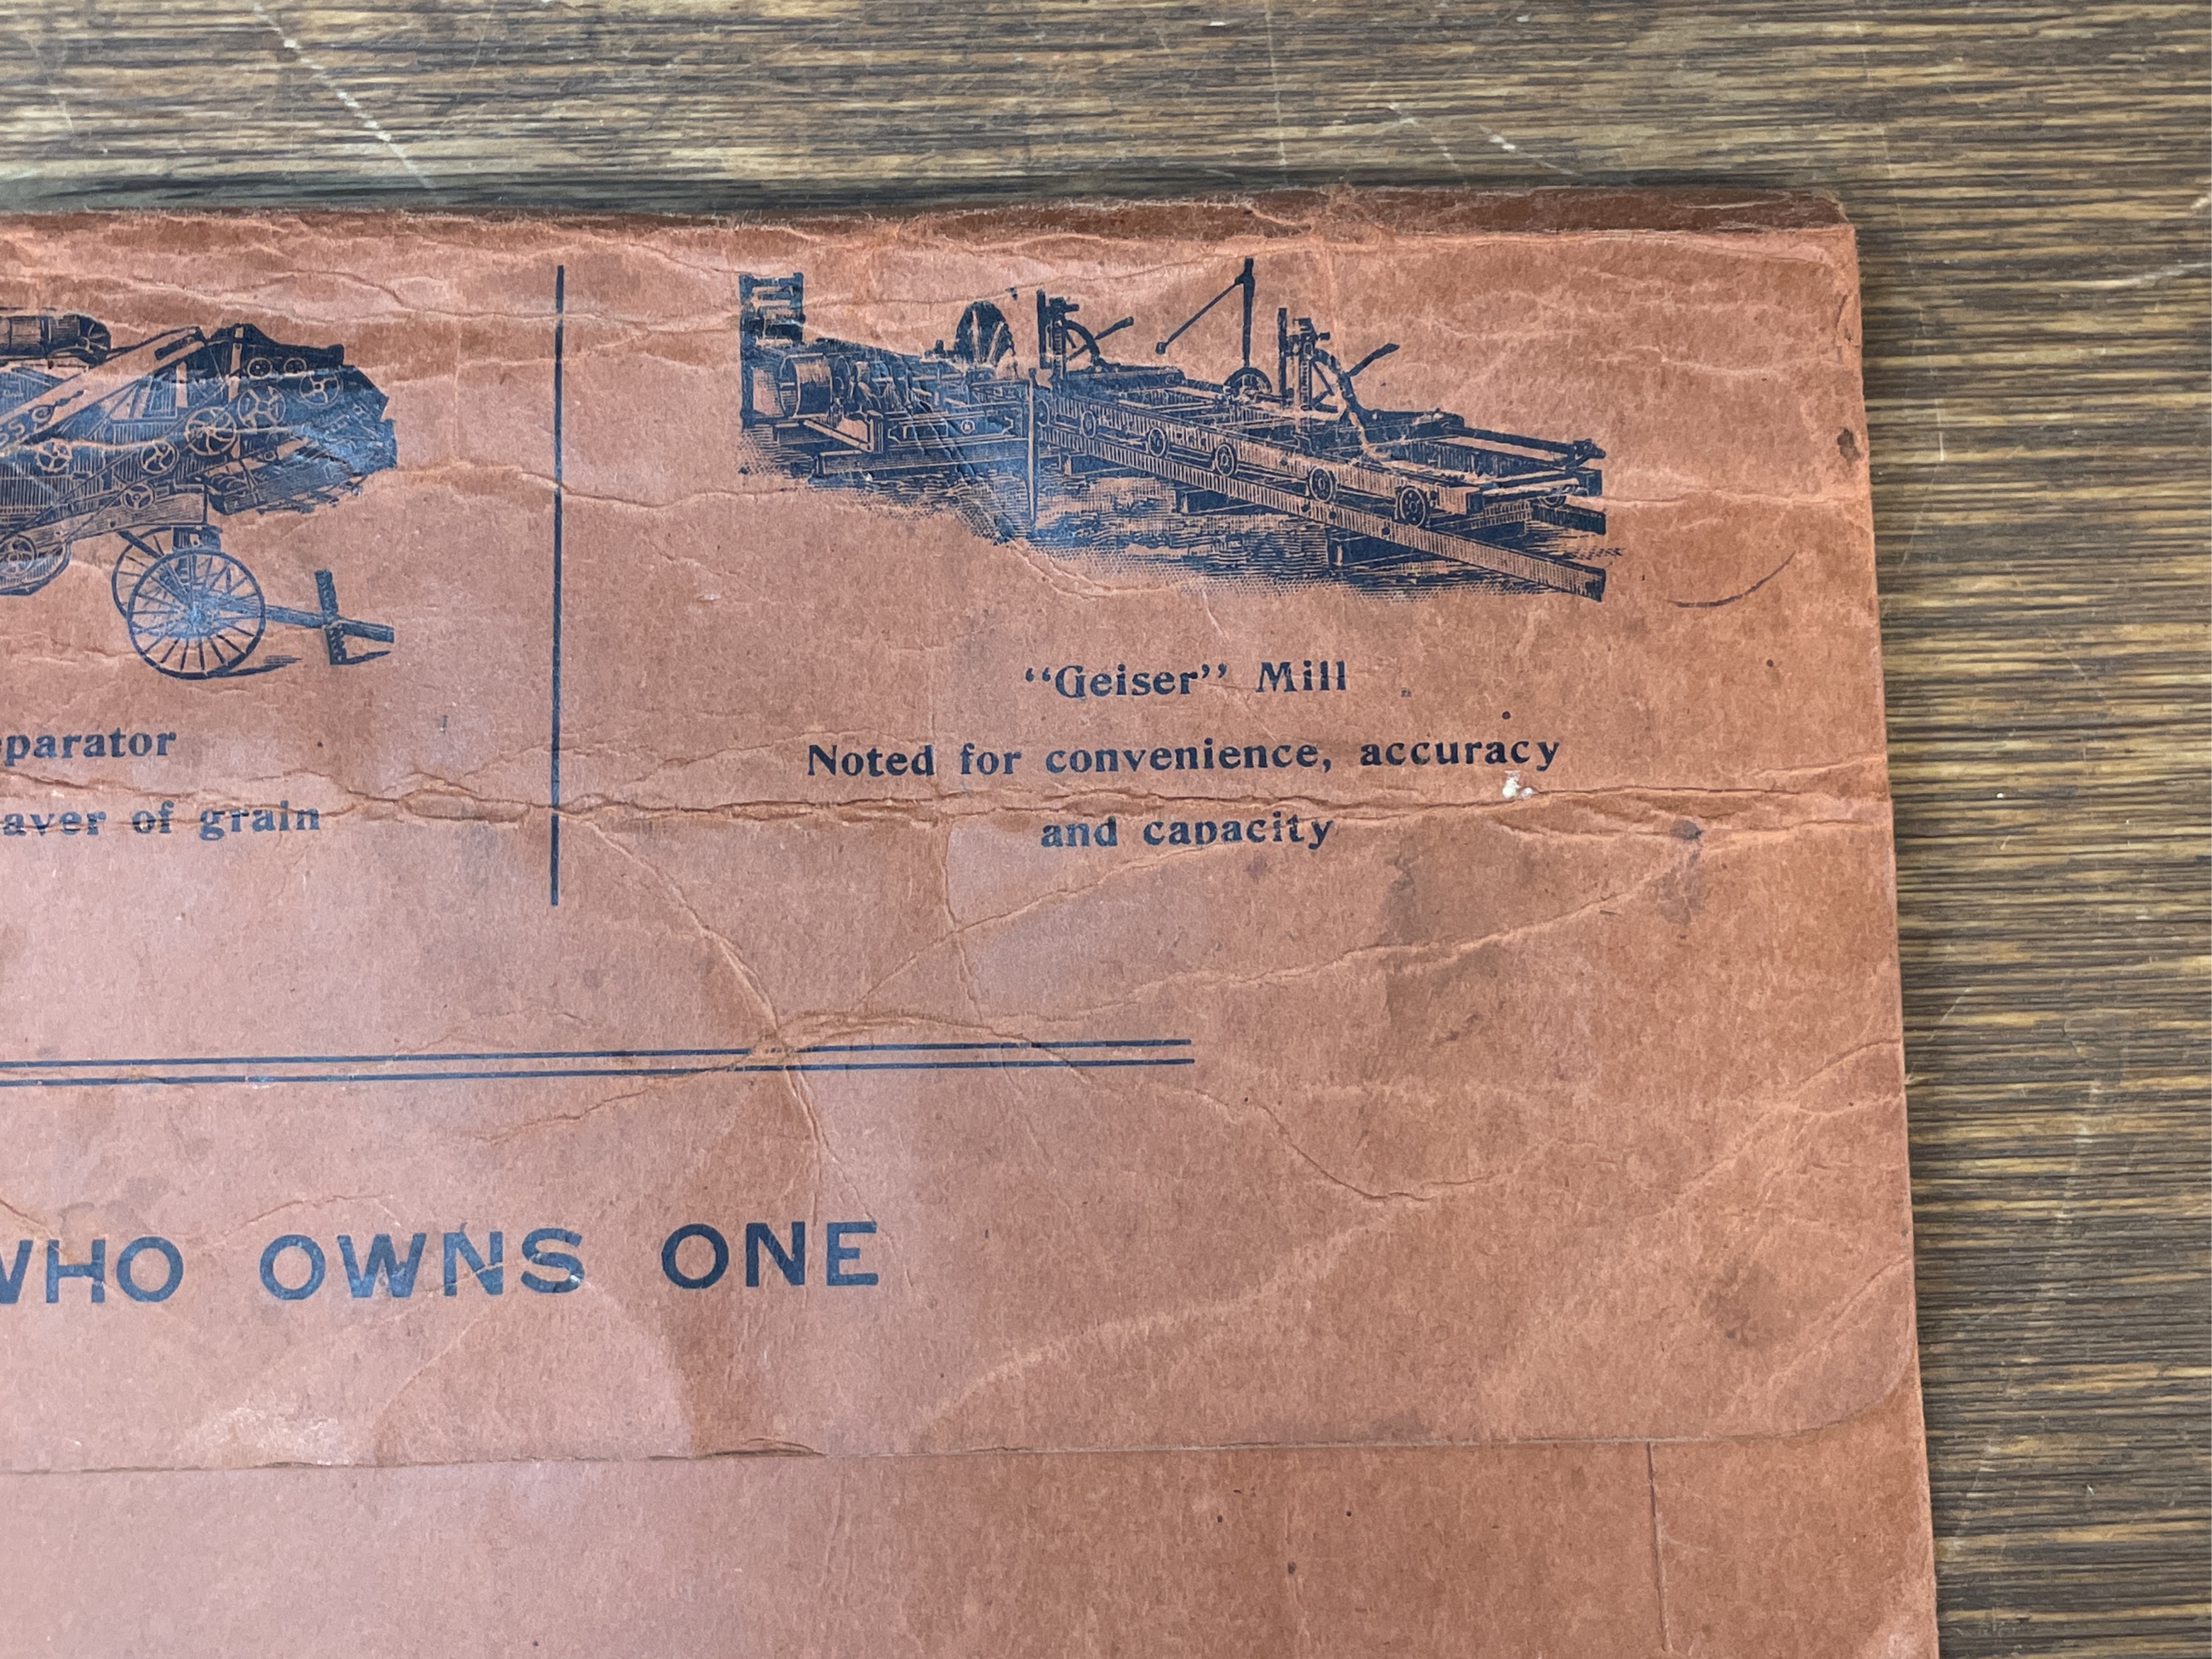 parator
aver of grain
"Geiser" Mill
Noted for convenience, accuracy
and capacity
WHO OWNS ONE